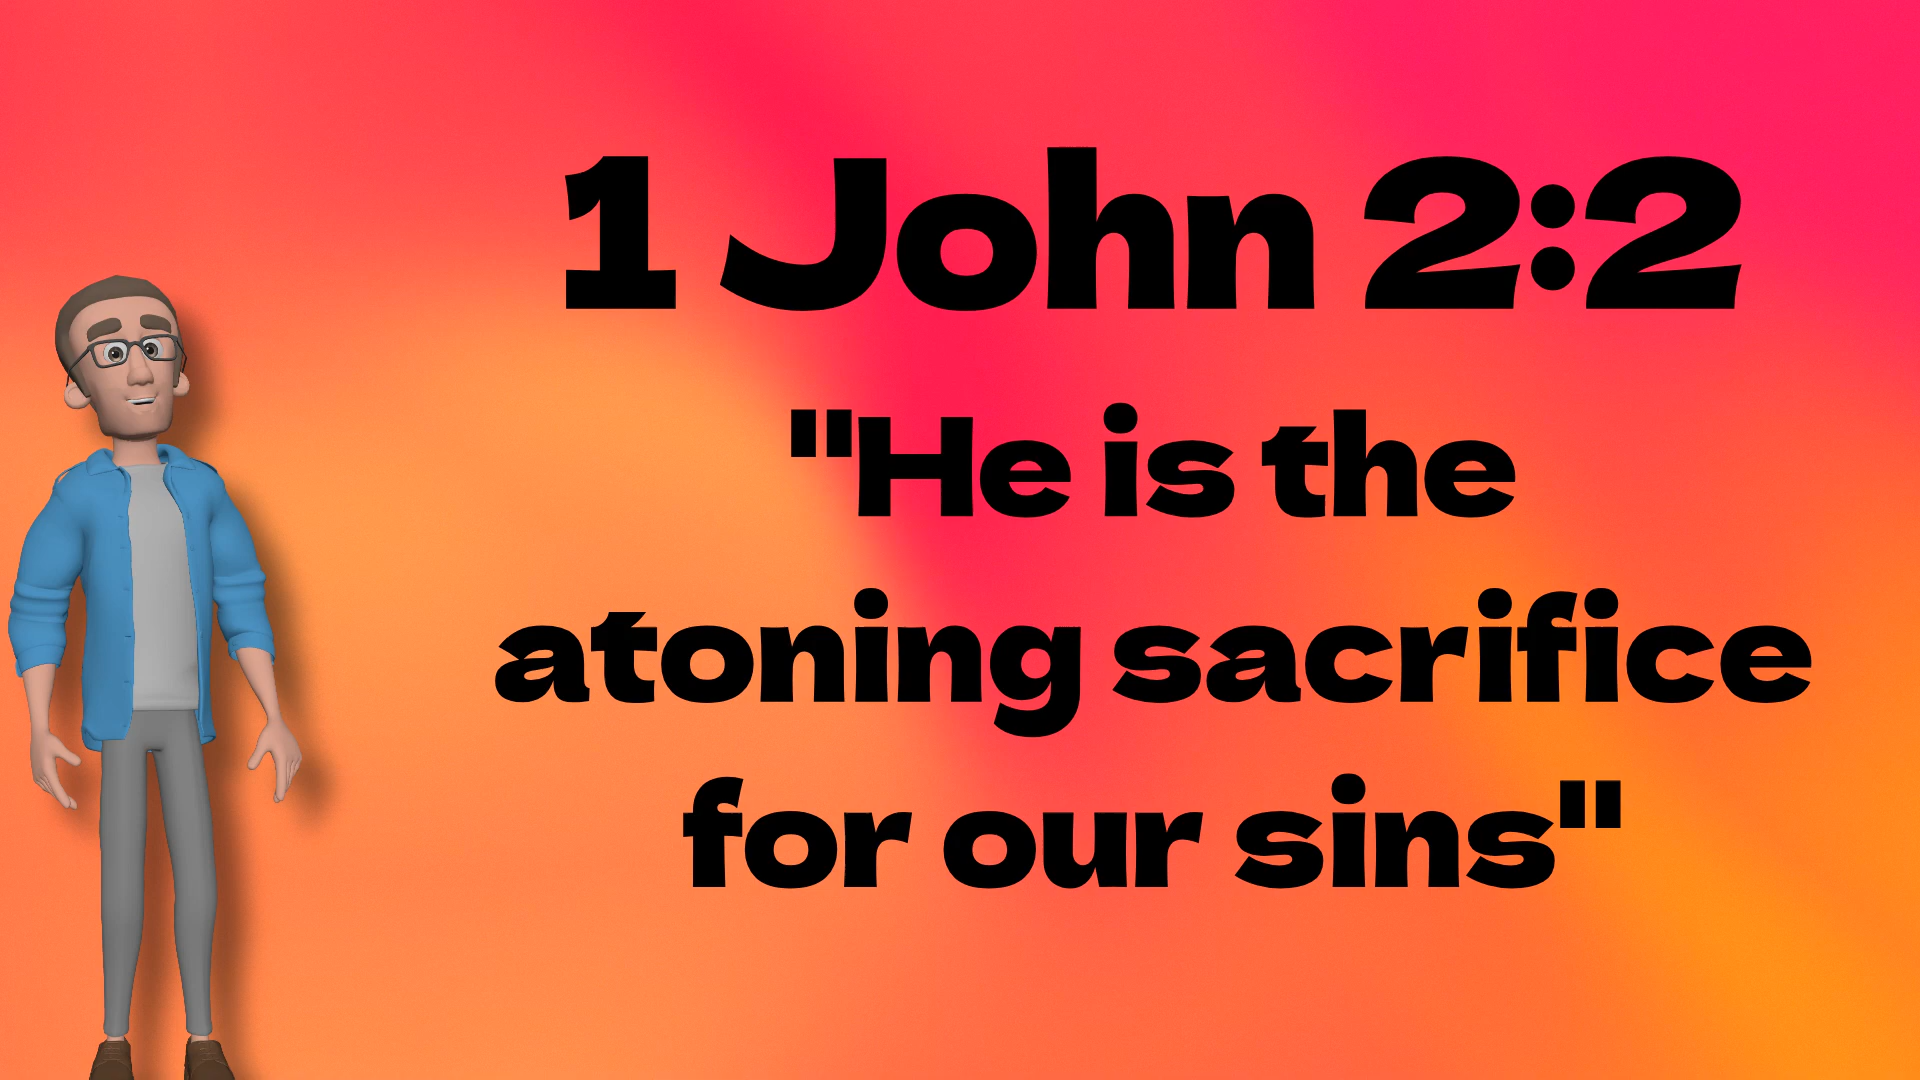 1 John 2:2
"He is the
atoning sacrifice
for our sins"